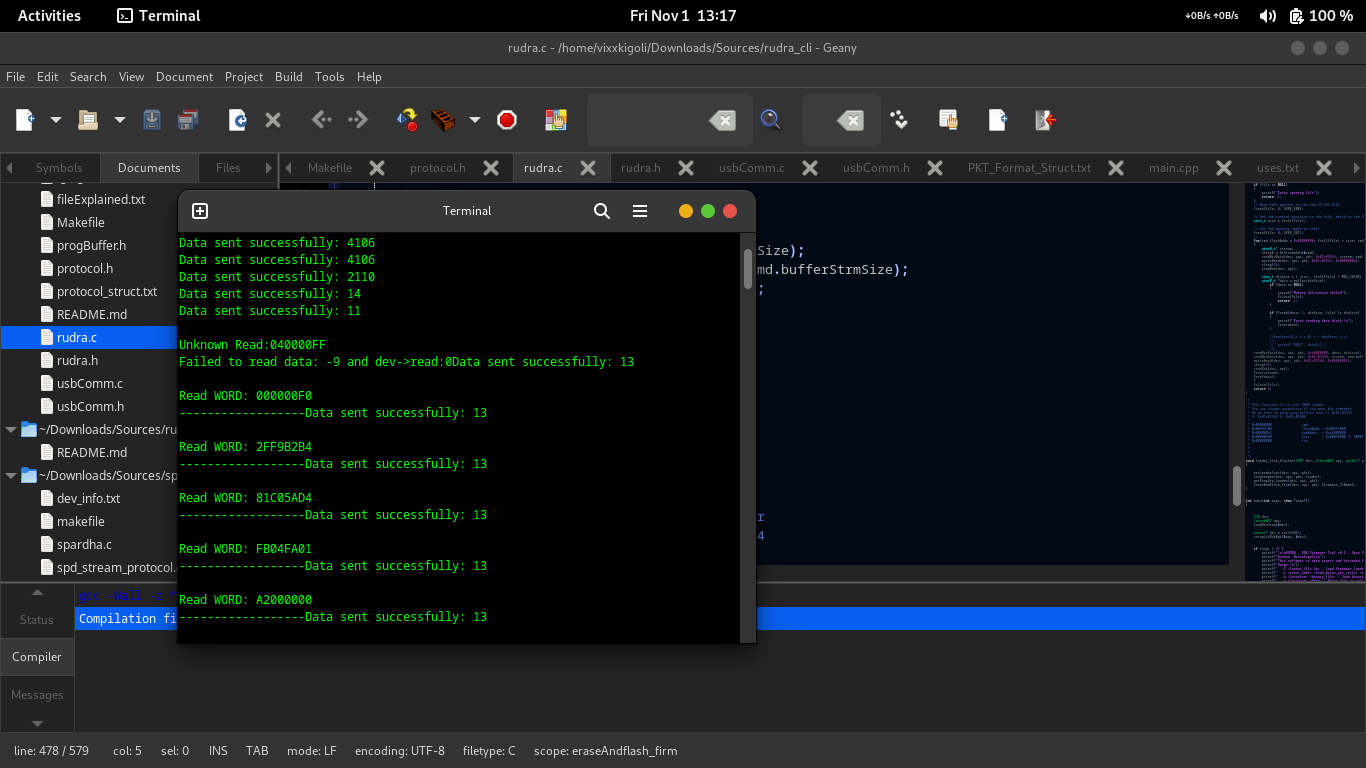 Activities
Terminal
Fri Nov 1 13:17
↓0B/s ↑0B/s
100 %
rudra.c - /home/vixxkigoli/Downloads/Sources/rudra_cli - Geany
File Edit Search View Document Project Build Tools Help
Symbols Documents Files
Makefile protocol.h rudra.c rudra.h usbComm.c usbComm.h PKT_Format_Struct.txt main.cpp uses.txt
fileExplained.txt
Makefile
progBuffer.h
protocol.h
protocol_struct.txt
README.md
rudra.c
rudra.h
usbComm.c
usbComm.h
~/Downloads/Sources/ru
README.md
~/Downloads/Sources/sp
dev_info.txt
makefile
spardha.c
spd_stream_protocol.
Terminal
Data sent successfully: 4106
Data sent successfully: 4106
Data sent successfully: 2110
Data sent successfully: 14
Data sent successfully: 11
Unknown Read:040000FF
Failed to read data: -9 and dev->read:0Data sent successfully: 13
Read WORD: 000000F0
------------------Data sent successfully: 13
Read WORD: 2FF9B2B4
------------------Data sent successfully: 13
Read WORD: 81C05AD4
------------------Data sent successfully: 13
Read WORD: FB04FA01
------------------Data sent successfully: 13
Read WORD: A2000000
------------------Data sent successfully: 13
Size);
md.bufferStrmSize);
;
r
4
Status
Compiler
Messages
gcc -Wall -c
Compilation fi
line: 478 / 579 col: 5 sel: 0 INS TAB mode: LF encoding: UTF-8 filetype: C scope: eraseAndflash_firm